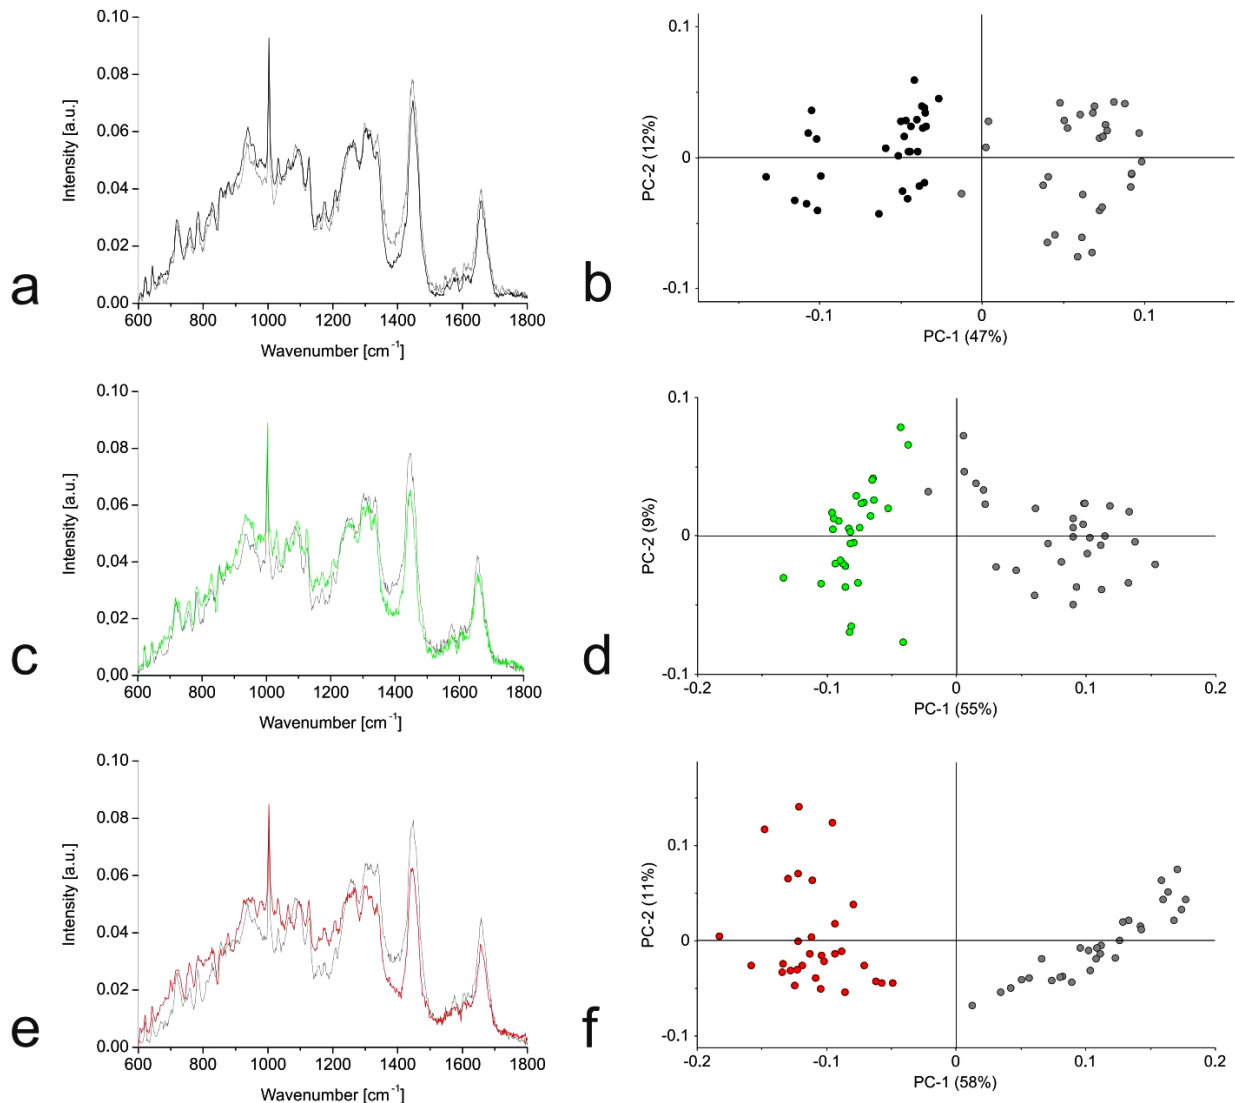 a
0.10
0.08
0.06
0.04
0.02
0.00
Intensity [a.u.]
600 800 1000 1200 1400 1600 1800
Wavenumber [cm⁻¹]
b
0.1
0
-0.1
PC-2 (12%)
-0.1 0 0.1
PC-1 (47%)
c
0.10
0.08
0.06
0.04
0.02
0.00
Intensity [a.u.]
600 800 1000 1200 1400 1600 1800
Wavenumber [cm⁻¹]
d
0.1
0
-0.1
PC-2 (9%)
-0.2 -0.1 0 0.1 0.2
PC-1 (55%)
e
0.10
0.08
0.06
0.04
0.02
0.00
Intensity [a.u.]
600 800 1000 1200 1400 1600 1800
Wavenumber [cm⁻¹]
f
0.1
0
-0.1
PC-2 (11%)
-0.2 -0.1 0 0.1 0.2
PC-1 (58%)